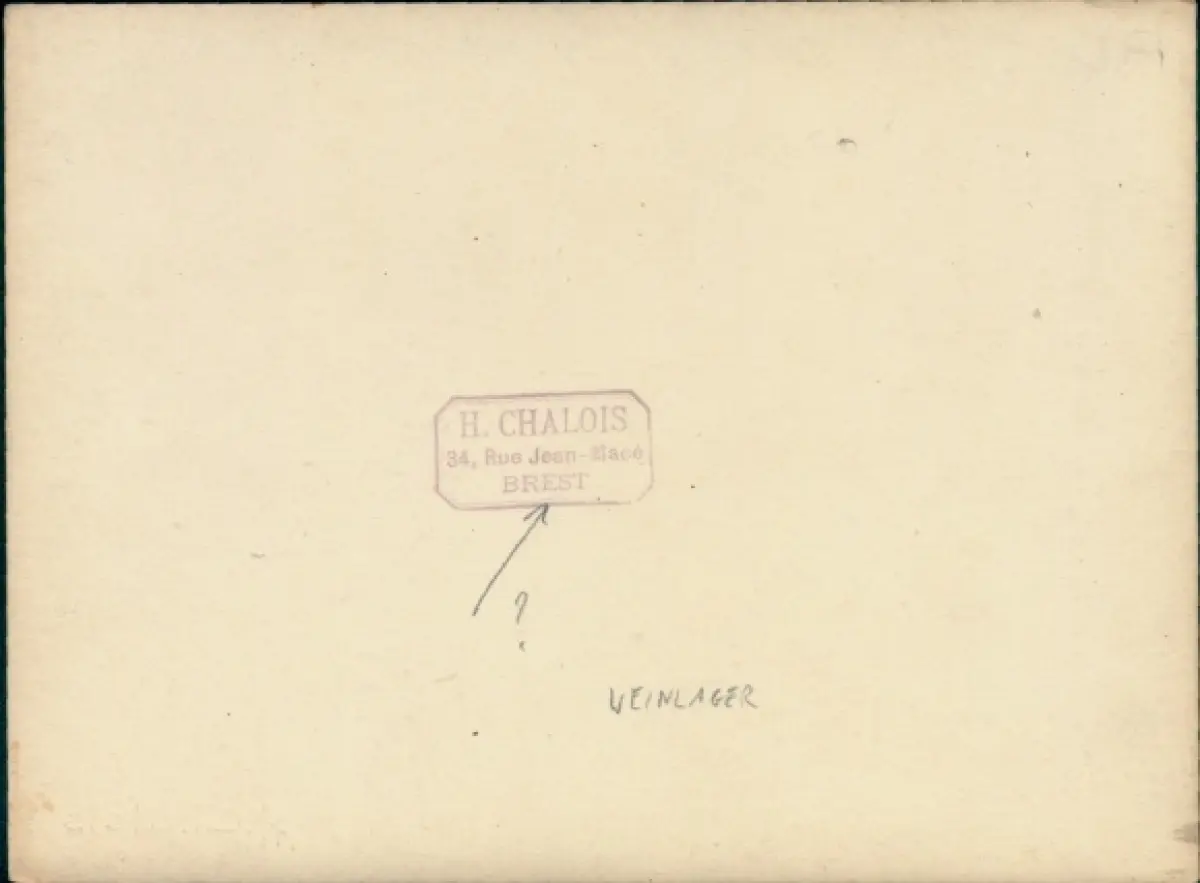 H. CHALOIS
34, Rue Jean-Macé
BREST
?
WEINLAGER